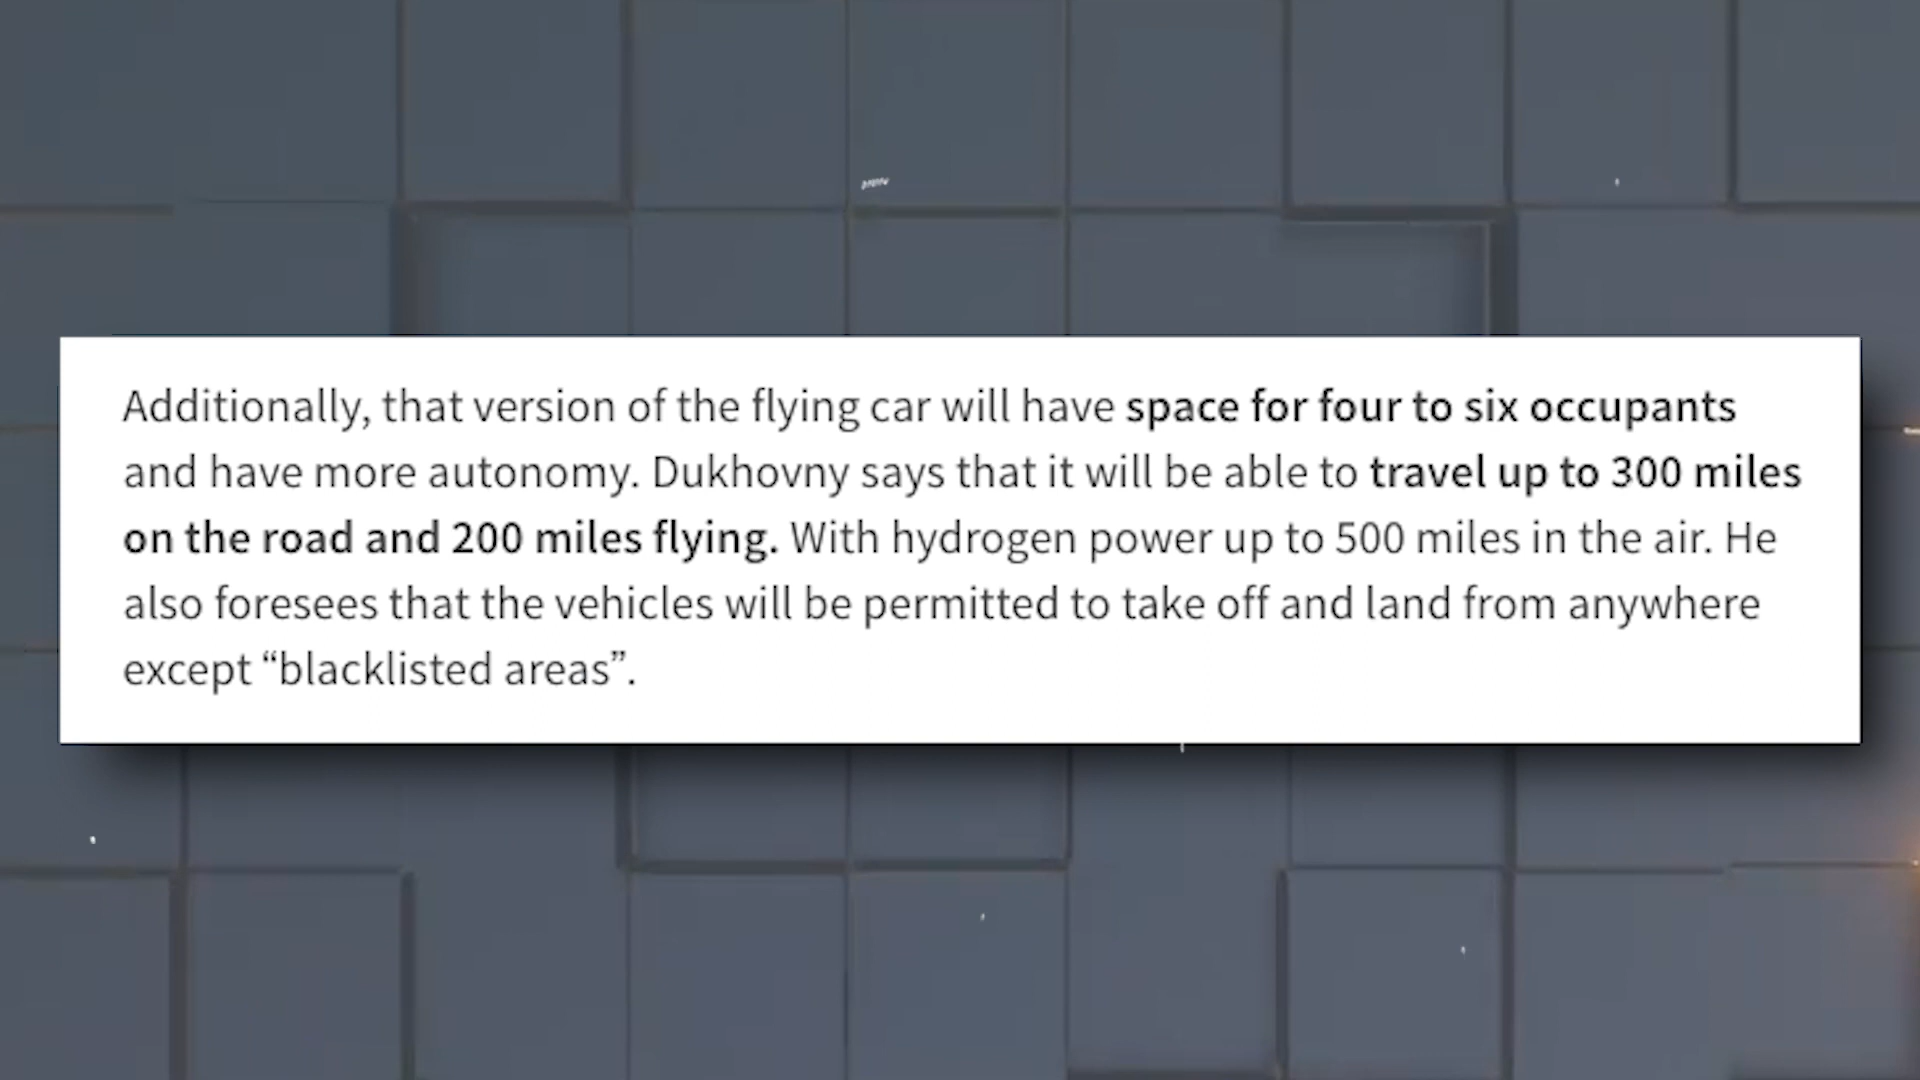 Additionally, that version of the flying car will have space for four to six occupants
and have more autonomy. Dukhovny says that it will be able to travel up to 300 miles
on the road and 200 miles flying. With hydrogen power up to 500 miles in the air. He
also foresees that the vehicles will be permitted to take off and land from anywhere
except “blacklisted areas”.